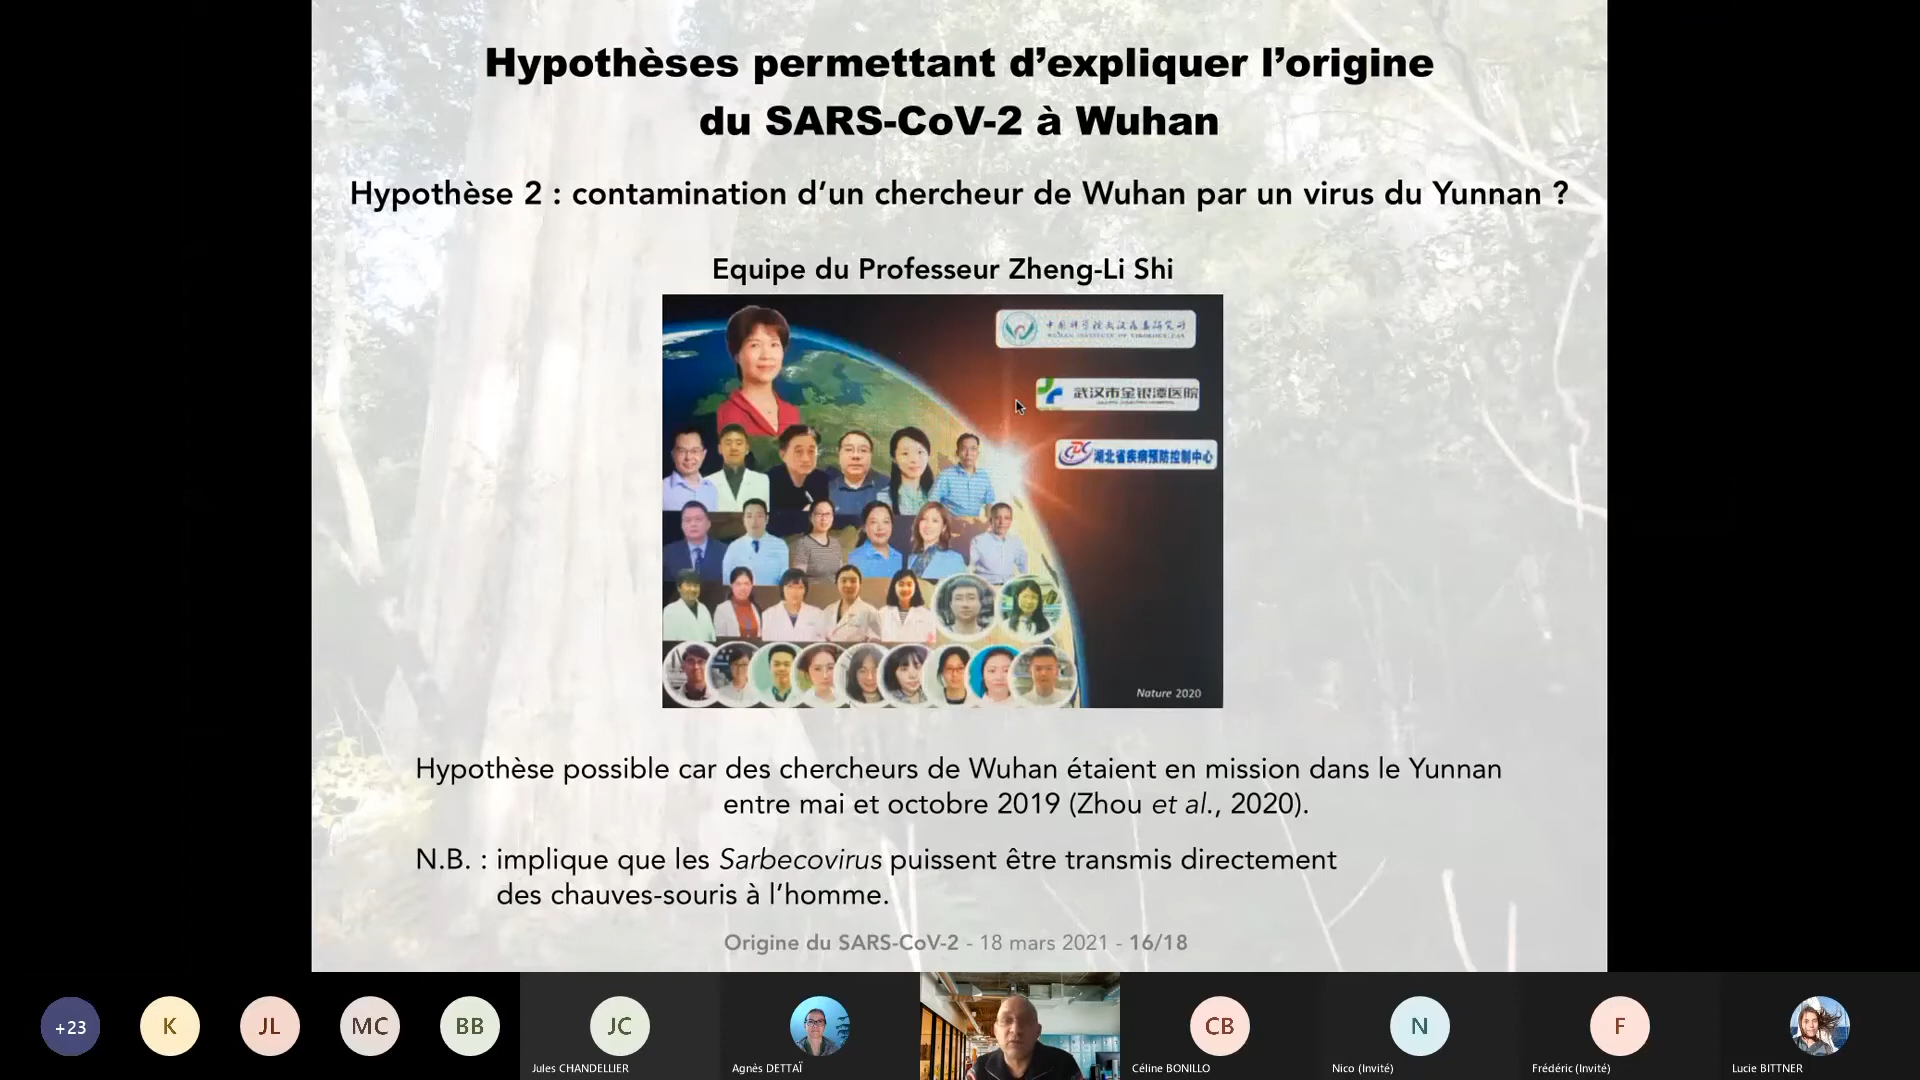 Hypothèses permettant d’expliquer l’origine
du SARS-CoV-2 à Wuhan
Hypothèse 2 : contamination d’un chercheur de Wuhan par un virus du Yunnan ?
Equipe du Professeur Zheng-Li Shi
中国科学院武汉病毒研究所
WUHAN INSTITUTE OF VIROLOGY, CAS
武汉市金银潭医院
CDC 湖北省疾病预防控制中心
Nature 2020
Hypothèse possible car des chercheurs de Wuhan étaient en mission dans le Yunnan
entre mai et octobre 2019 (Zhou et al., 2020).
N.B. : implique que les Sarbecovirus puissent être transmis directement
des chauves-souris à l’homme.
Origine du SARS-CoV-2 - 18 mars 2021 - 16/18
+23
K
JL
MC
BB
JC
CB
N
F
Jules CHANDELLIER
Agnès DETTAÏ
Céline BONILLO
Nico (Invité)
Frédéric (Invité)
Lucie BITTNER